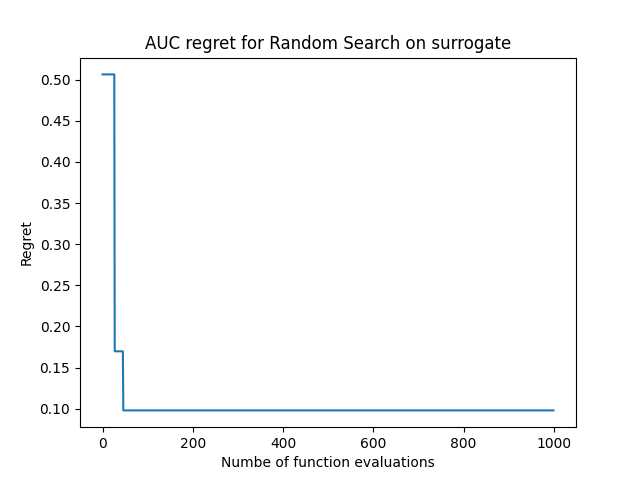 AUC regret for Random Search on surrogate
0.50
0.45
0.40
0.35
0.30
0.25
0.20
0.15
0.10
Regret
0 200 400 600 800 1000
Numbe of function evaluations